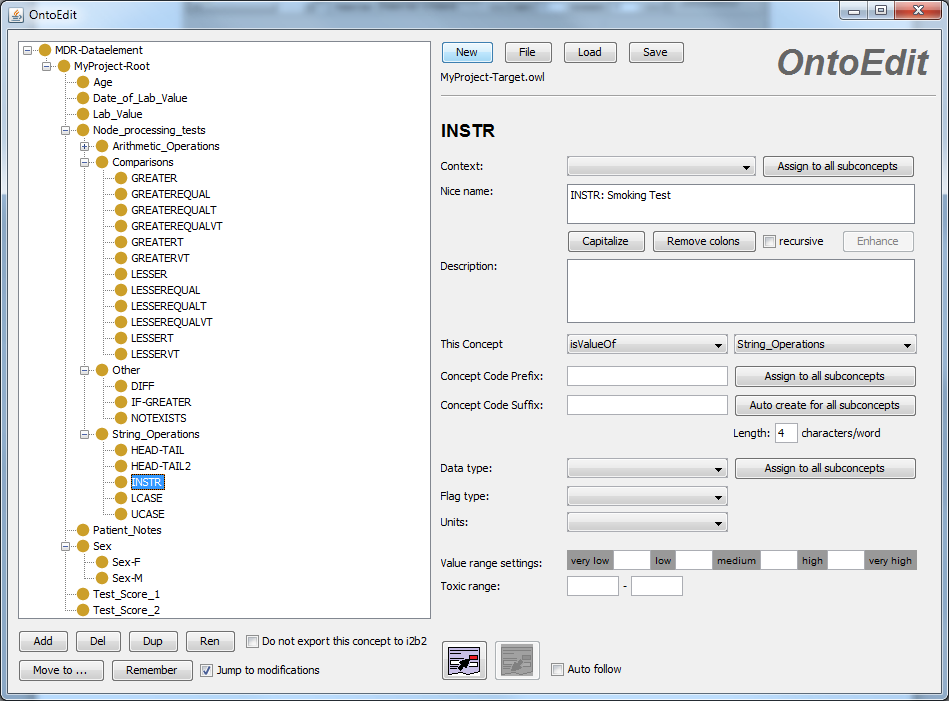 OntoEdit
MDR-Dataelement
MyProject-Root
Age
Date_of_Lab_Value
Lab_Value
Node_processing_tests
Arithmetic_Operations
Comparisons
GREATER
GREATEREQUAL
GREATEREQUALT
GREATEREQUALVT
GREATERT
GREATERVT
LESSER
LESSEREQUAL
LESSEREQUALT
LESSEREQUALVT
LESSERT
LESSERVT
Other
DIFF
IF-GREATER
NOTEXISTS
String_Operations
HEAD-TAIL
HEAD-TAIL2
INSTR
LCASE
UCASE
Patient_Notes
Sex
Sex-F
Sex-M
Test_Score_1
Test_Score_2
Add Del Dup Ren Do not export this concept to i2b2
Move to ... Remember Jump to modifications
New File Load Save
OntoEdit
MyProject-Target.owl
INSTR
Context: Assign to all subconcepts
Nice name: INSTR: Smoking Test
Capitalize Remove colons recursive Enhance
Description:
This Concept isValueOf String_Operations
Concept Code Prefix: Assign to all subconcepts
Concept Code Suffix: Auto create for all subconcepts
Length: 4 characters/word
Data type: Assign to all subconcepts
Flag type:
Units:
Value range settings: very low low medium high very high
Toxic range: -
Auto follow